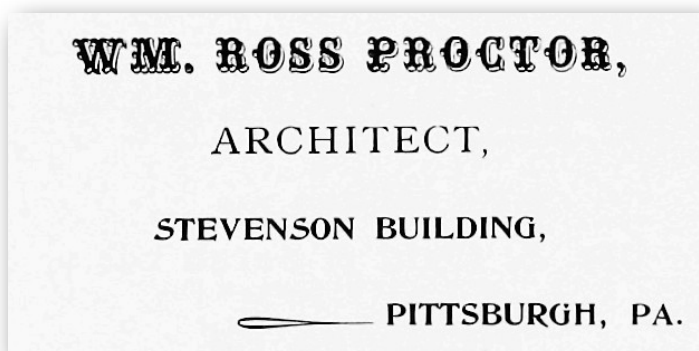 WM. ROSS PROCTOR,
ARCHITECT,
STEVENSON BUILDING,
PITTSBURGH, PA.